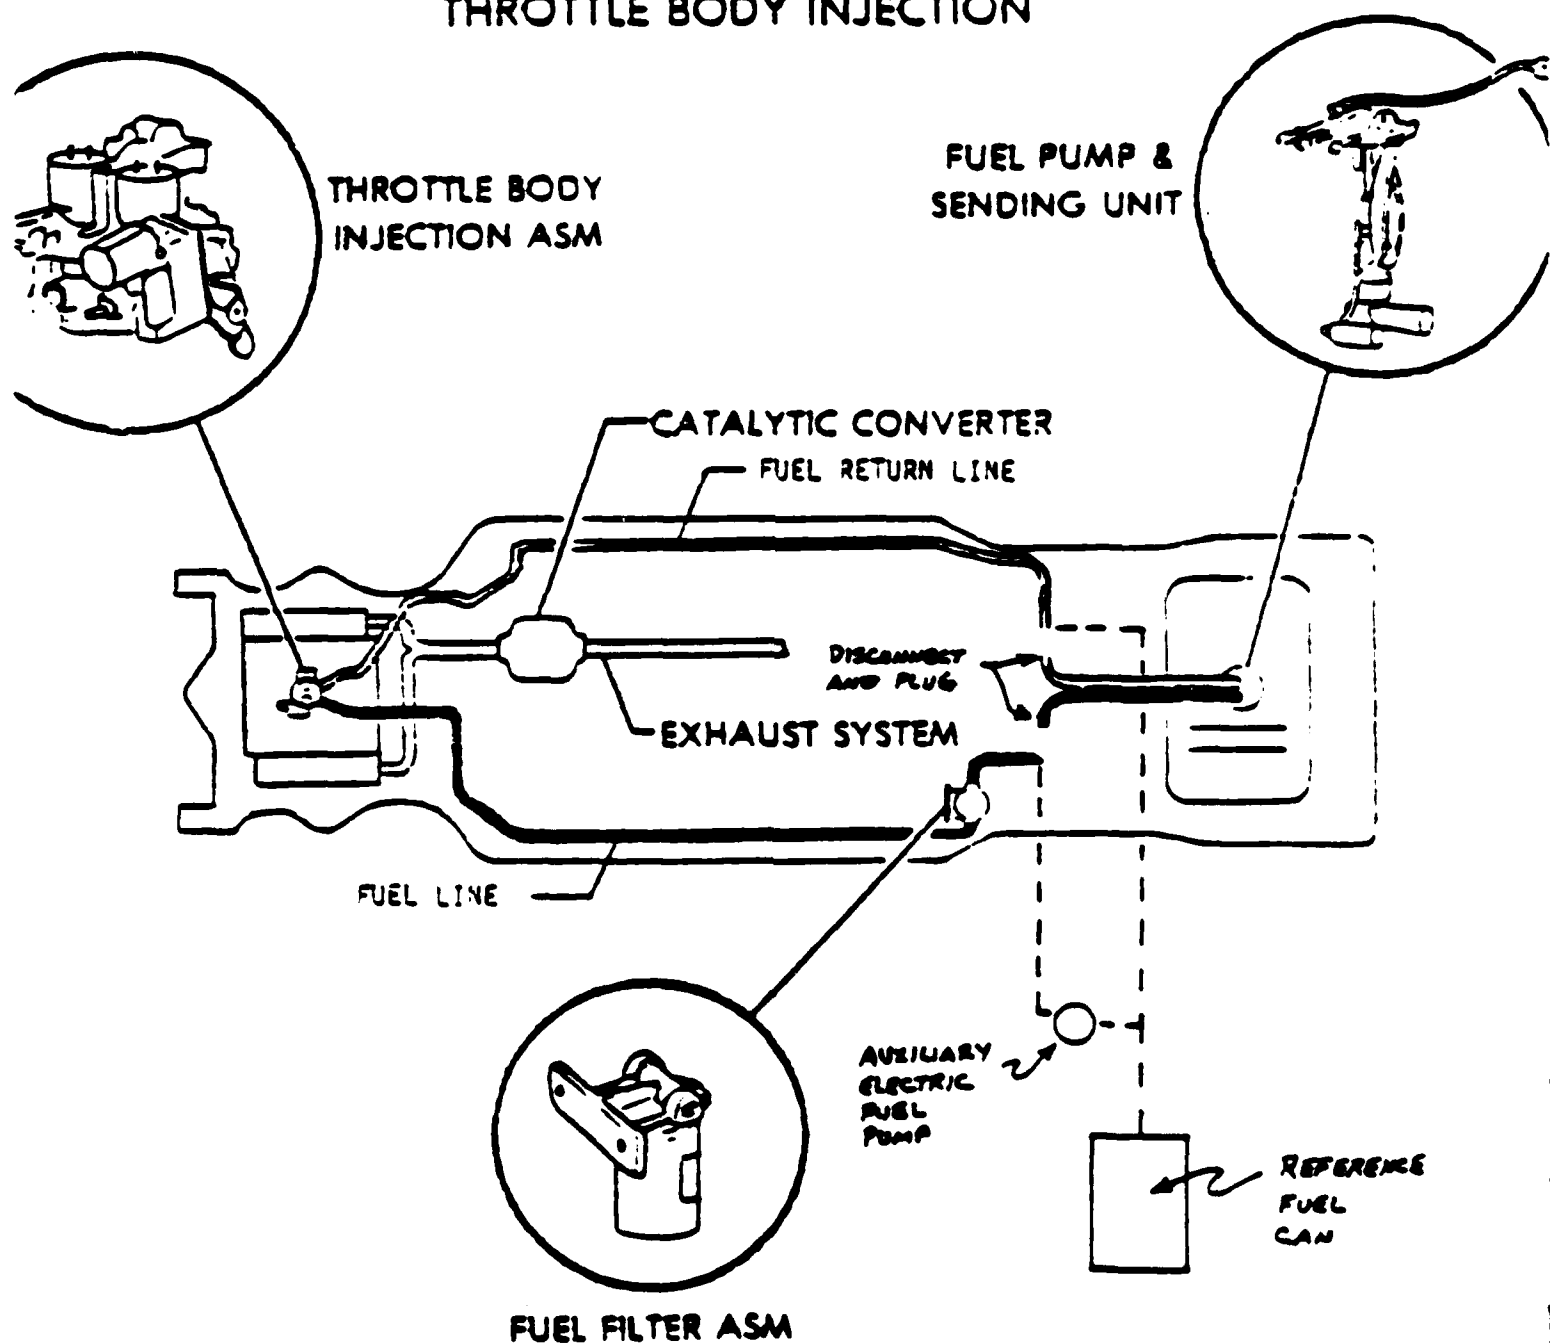 THROTTLE BODY INJECTION
THROTTLE BODY
INJECTION ASM
FUEL PUMP &
SENDING UNIT
CATALYTIC CONVERTER
FUEL RETURN LINE
DISCONNECT
AND PLUG
EXHAUST SYSTEM
FUEL LINE
AUXILIARY
ELECTRIC
FUEL
PUMP
REFERENCE
FUEL
CAN
FUEL FILTER ASM